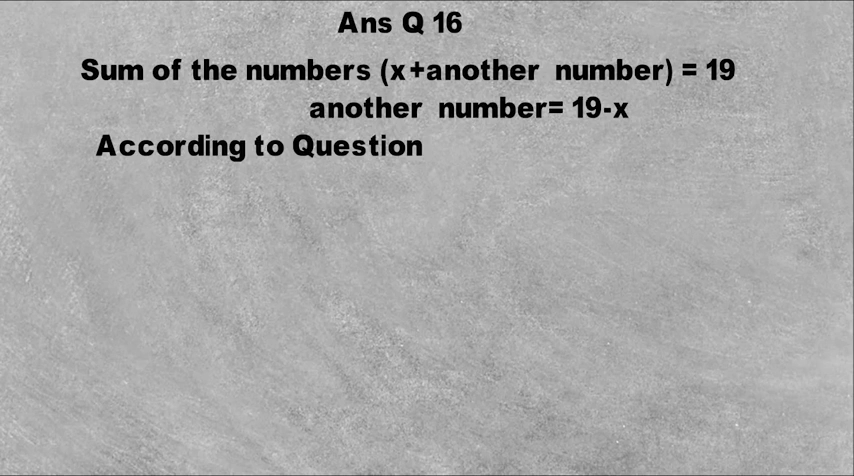 Ans Q 16
Sum of the numbers (x+another number) = 19
another number= 19-x
According to Question